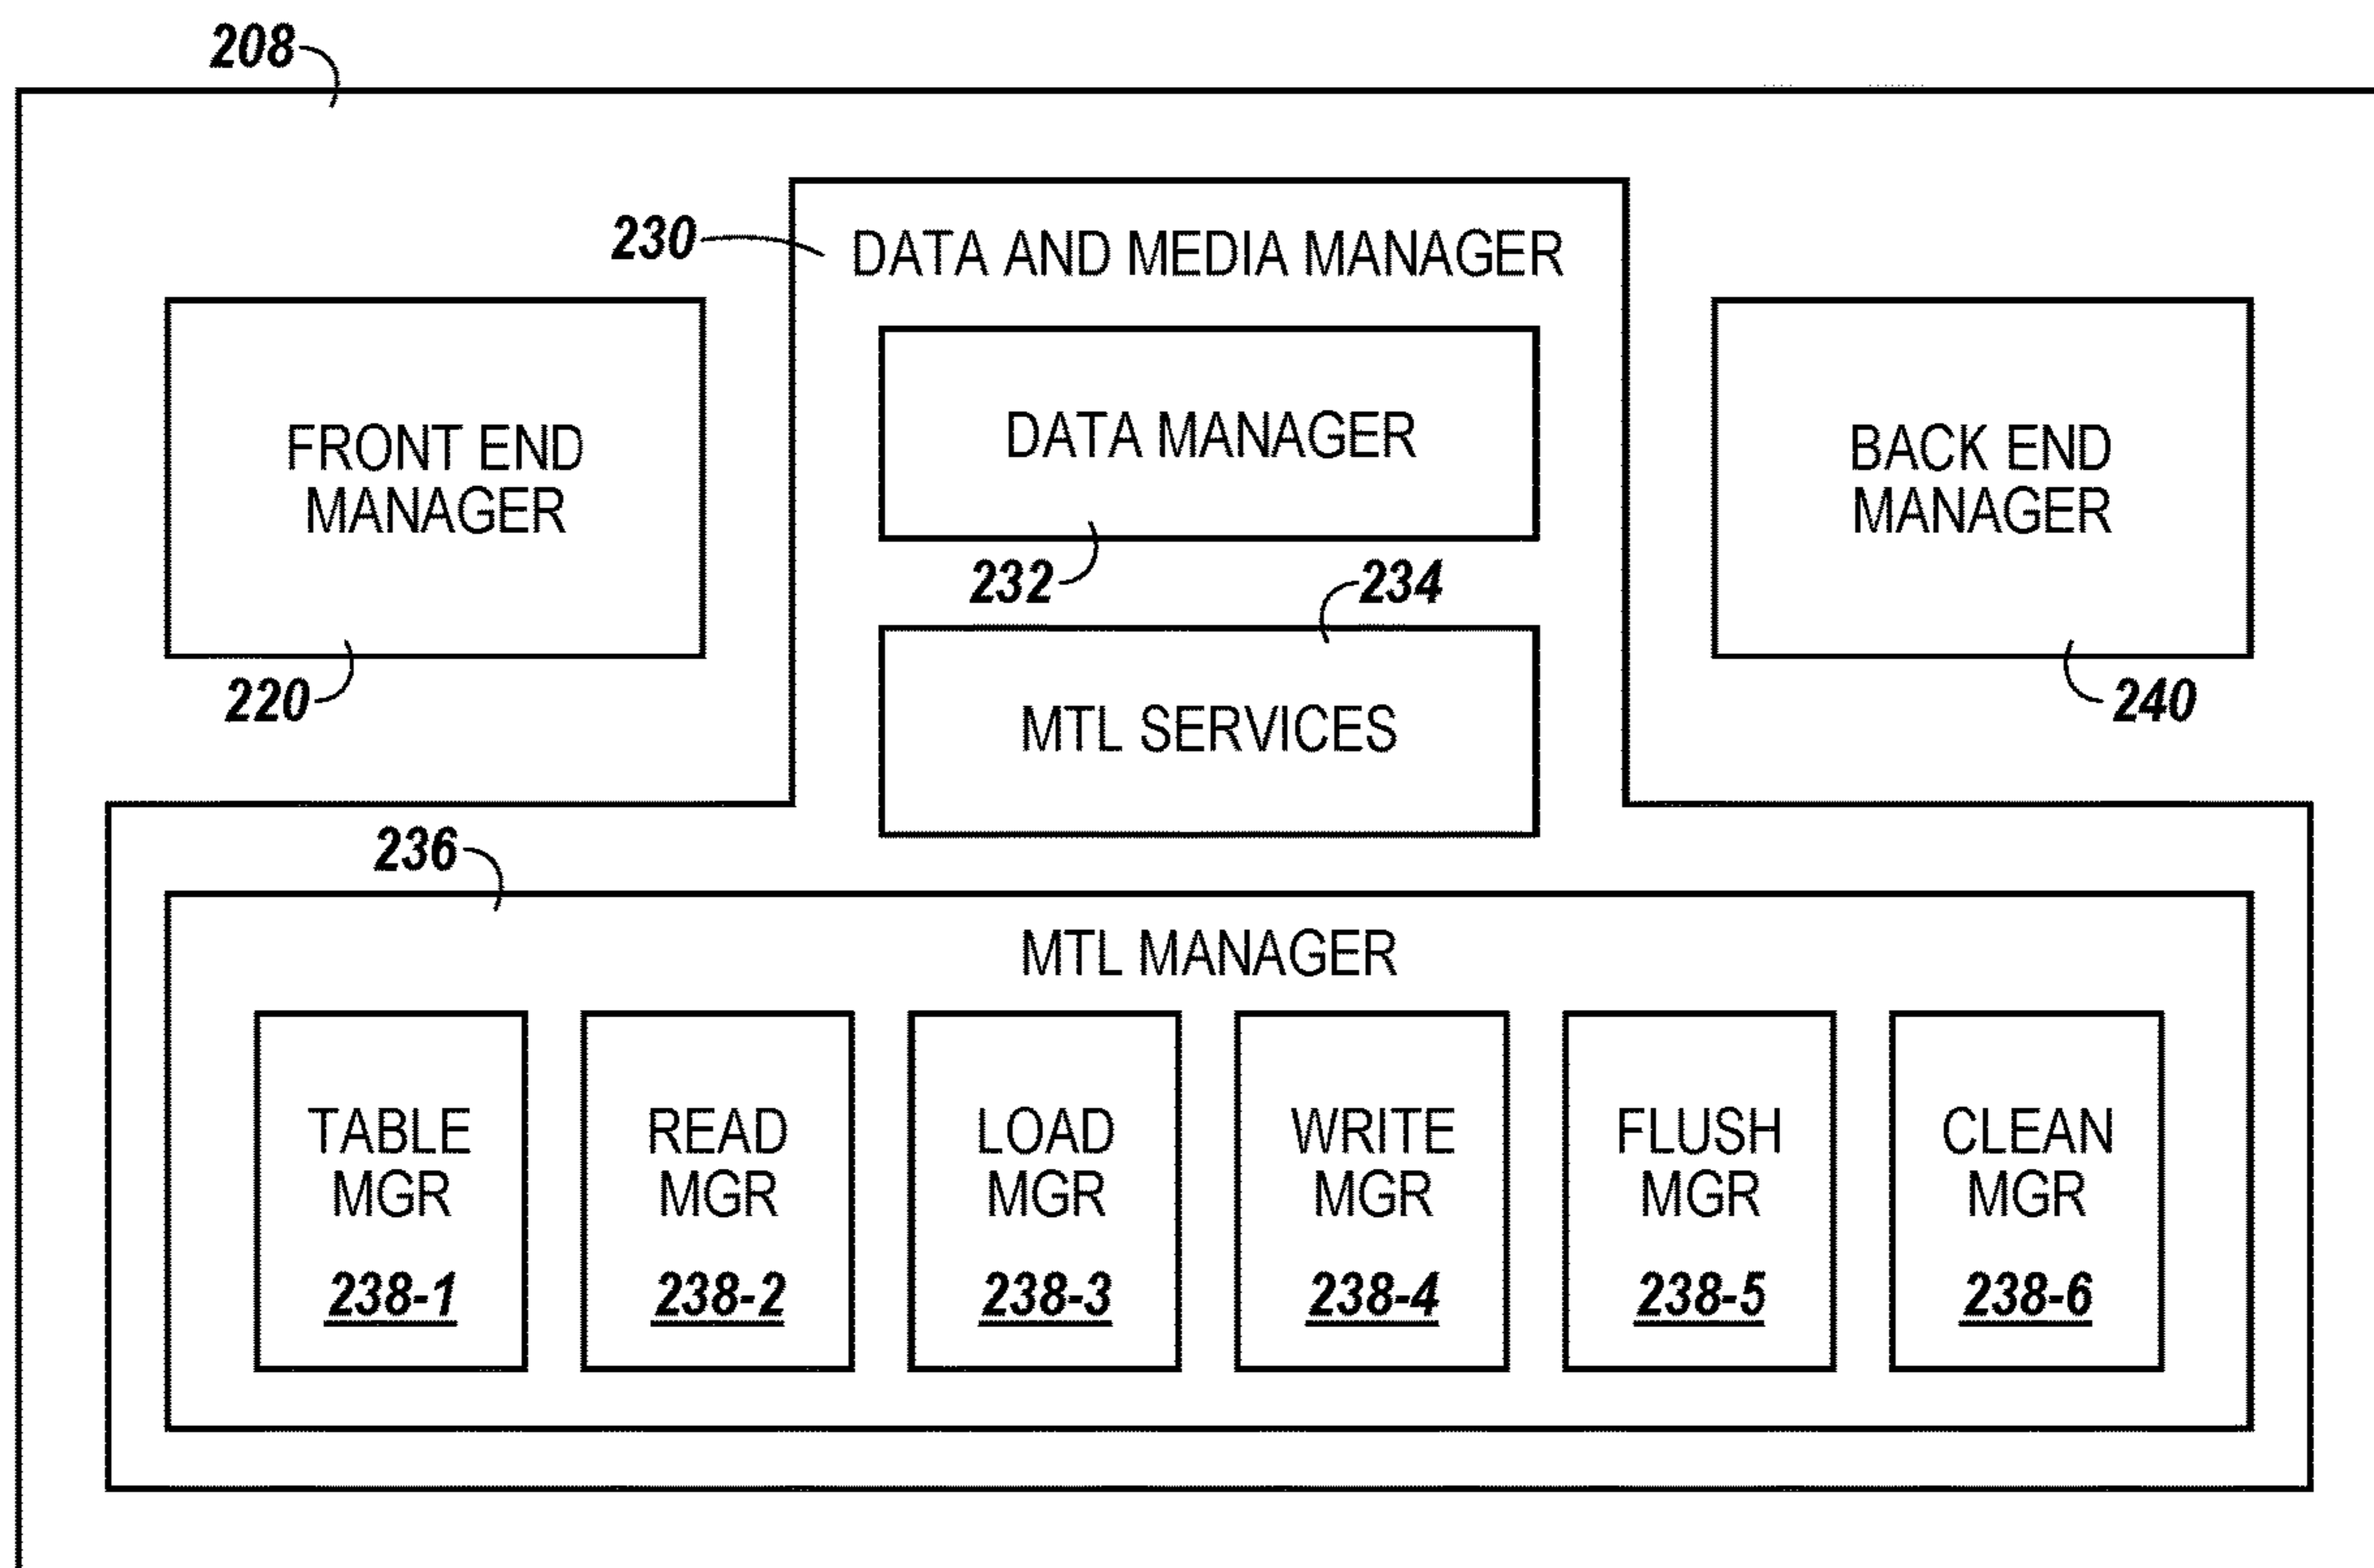 208
230
DATA AND MEDIA MANAGER
FRONT END
MANAGER
220
DATA MANAGER
232
234
MTL SERVICES
BACK END
MANAGER
240
236
MTL MANAGER
TABLE
MGR
238-1
READ
MGR
238-2
LOAD
MGR
238-3
WRITE
MGR
238-4
FLUSH
MGR
238-5
CLEAN
MGR
238-6